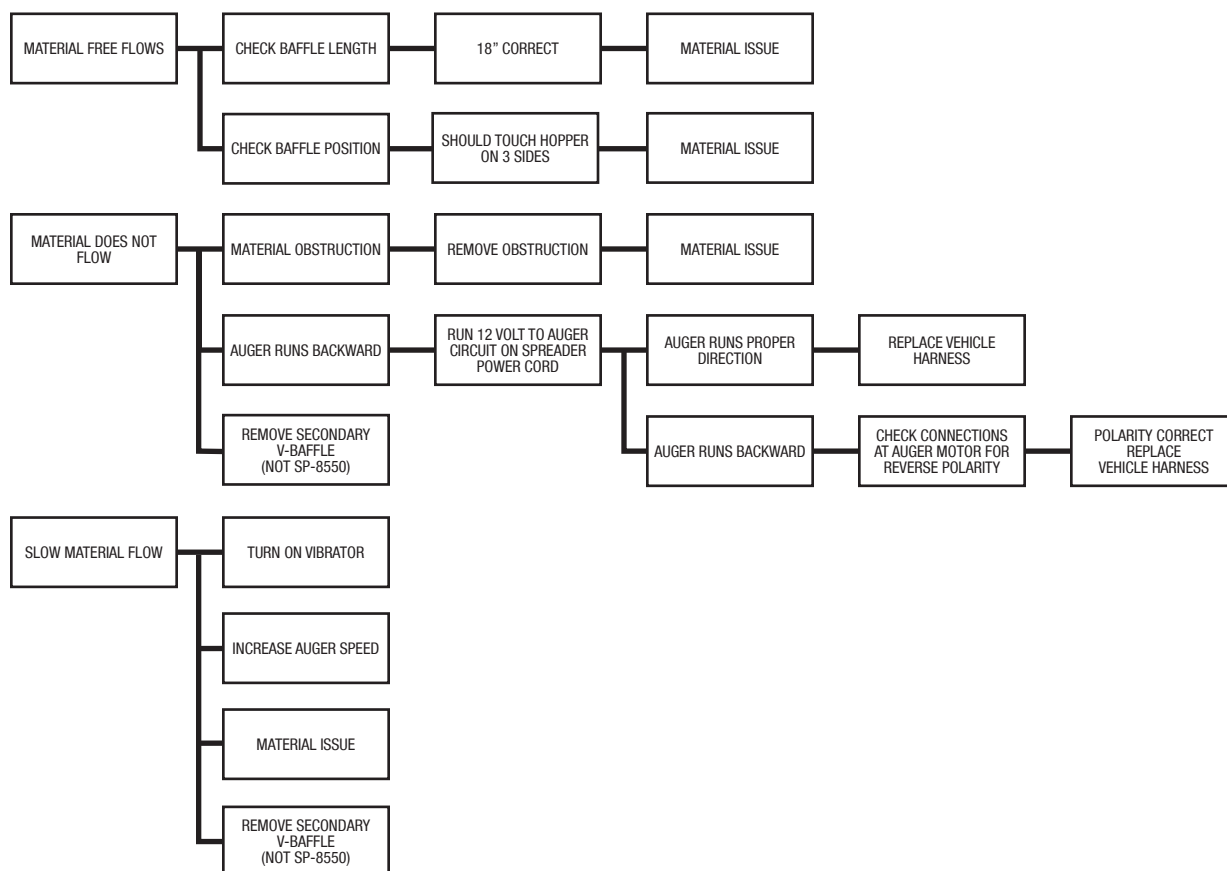 MATERIAL FREE FLOWS
CHECK BAFFLE LENGTH
18” CORRECT
MATERIAL ISSUE
CHECK BAFFLE POSITION
SHOULD TOUCH HOPPER
ON 3 SIDES
MATERIAL ISSUE
MATERIAL DOES NOT
FLOW
MATERIAL OBSTRUCTION
REMOVE OBSTRUCTION
MATERIAL ISSUE
AUGER RUNS BACKWARD
RUN 12 VOLT TO AUGER
CIRCUIT ON SPREADER
POWER CORD
AUGER RUNS PROPER
DIRECTION
REPLACE VEHICLE
HARNESS
AUGER RUNS BACKWARD
CHECK CONNECTIONS
AT AUGER MOTOR FOR
REVERSE POLARITY
POLARITY CORRECT
REPLACE
VEHICLE HARNESS
REMOVE SECONDARY
V-BAFFLE
(NOT SP-8550)
SLOW MATERIAL FLOW
TURN ON VIBRATOR
INCREASE AUGER SPEED
MATERIAL ISSUE
REMOVE SECONDARY
V-BAFFLE
(NOT SP-8550)